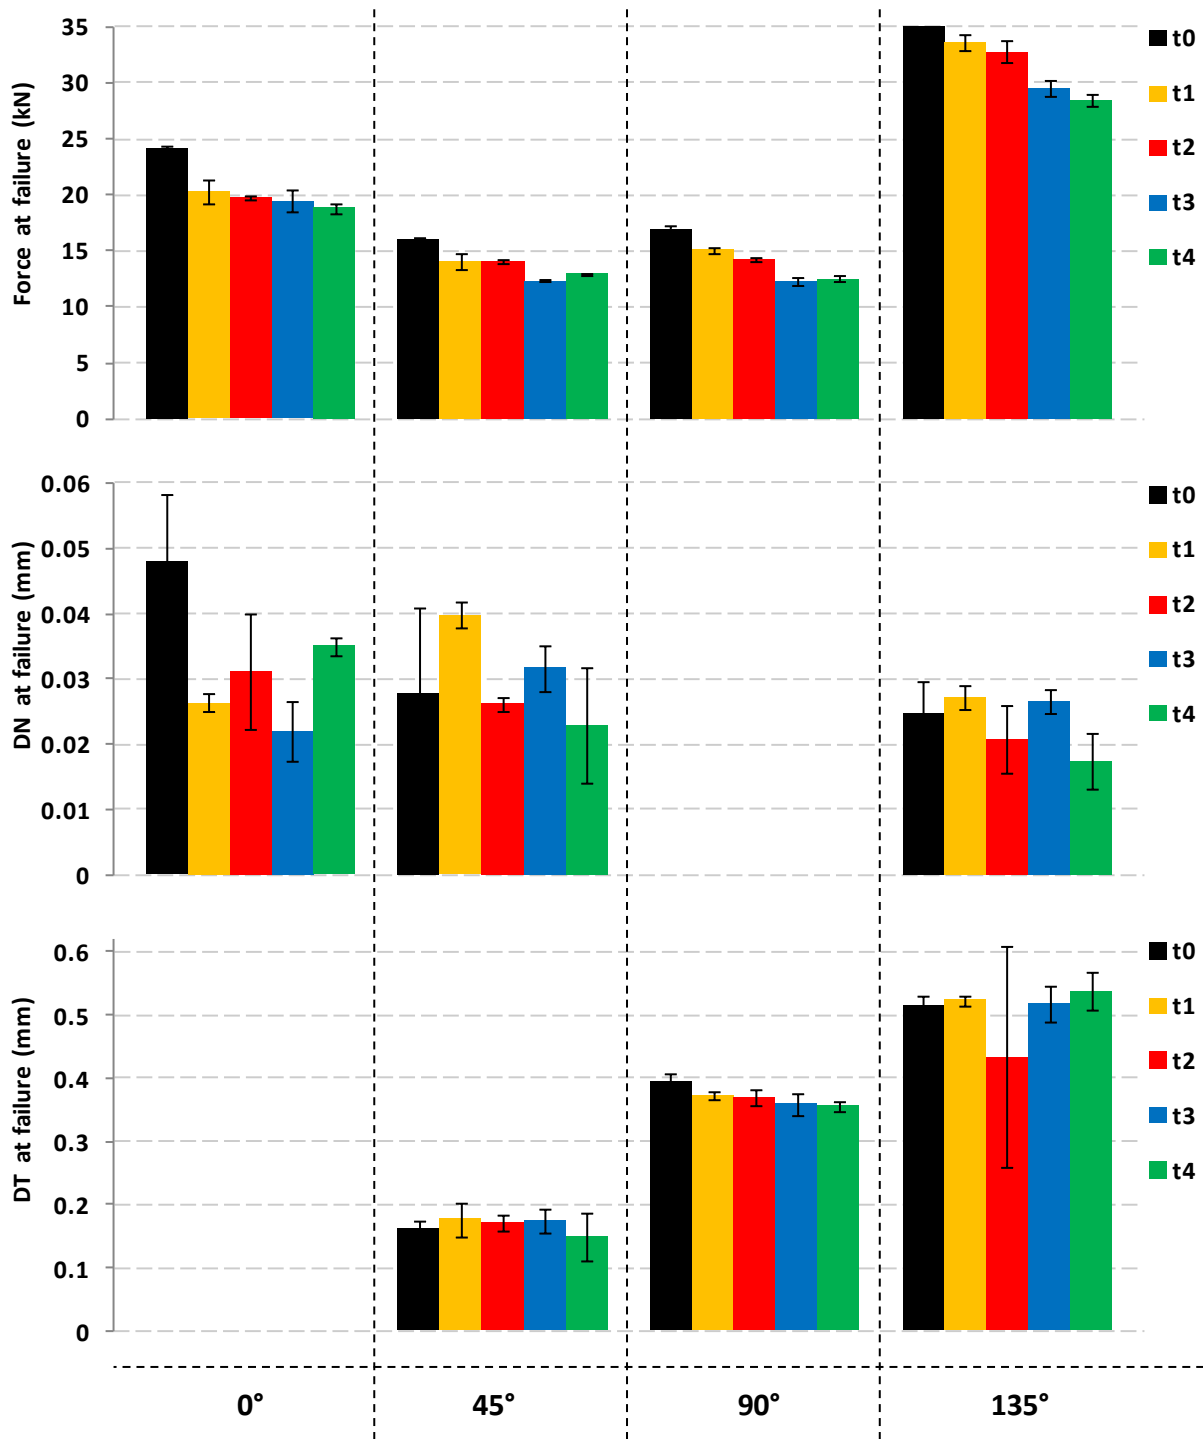 Force at failure (kN)
35
30
25
20
15
10
5
0
t0
t1
t2
t3
t4
DN at failure (mm)
0.06
0.05
0.04
0.03
0.02
0.01
0
t0
t1
t2
t3
t4
DT at failure (mm)
0.6
0.5
0.4
0.3
0.2
0.1
0
t0
t1
t2
t3
t4
0° 45° 90° 135°